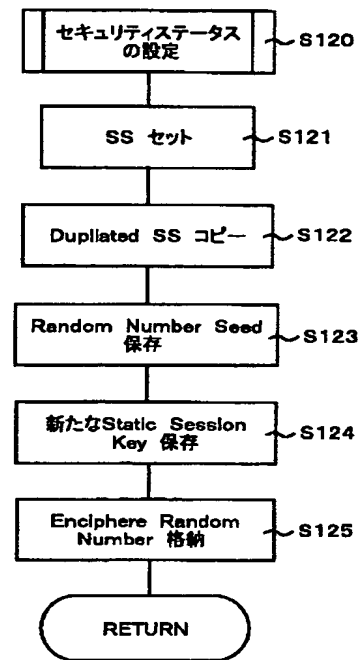 セキュリティステータス
の設定
S120
SS セット
S121
Dupliated SS コピー
S122
Random Number Seed
保存
S123
新たなStatic Session
Key 保存
S124
Enciphere Random
Number 格納
S125
RETURN